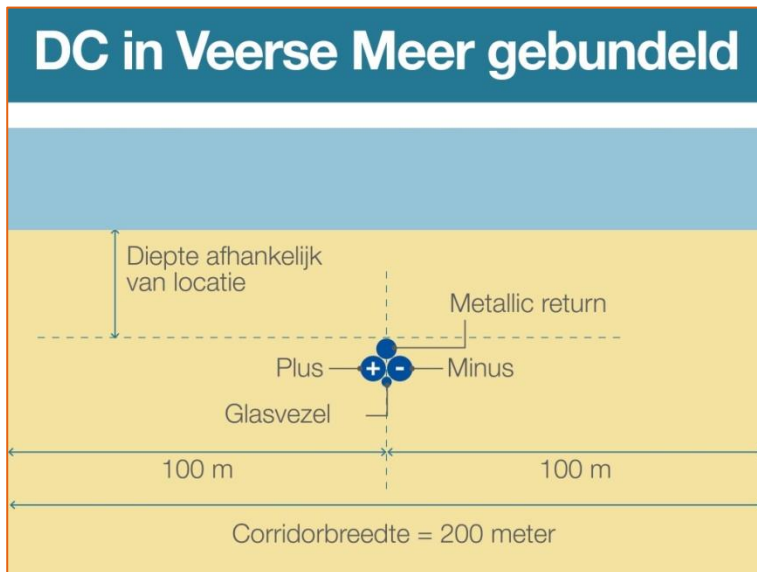 DC in Veerse Meer gebundeld
Diepte afhankelijk
van locatie
Metallic return
Plus
+
-
Minus
Glasvezel
100 m
100 m
Corridorbreedte = 200 meter